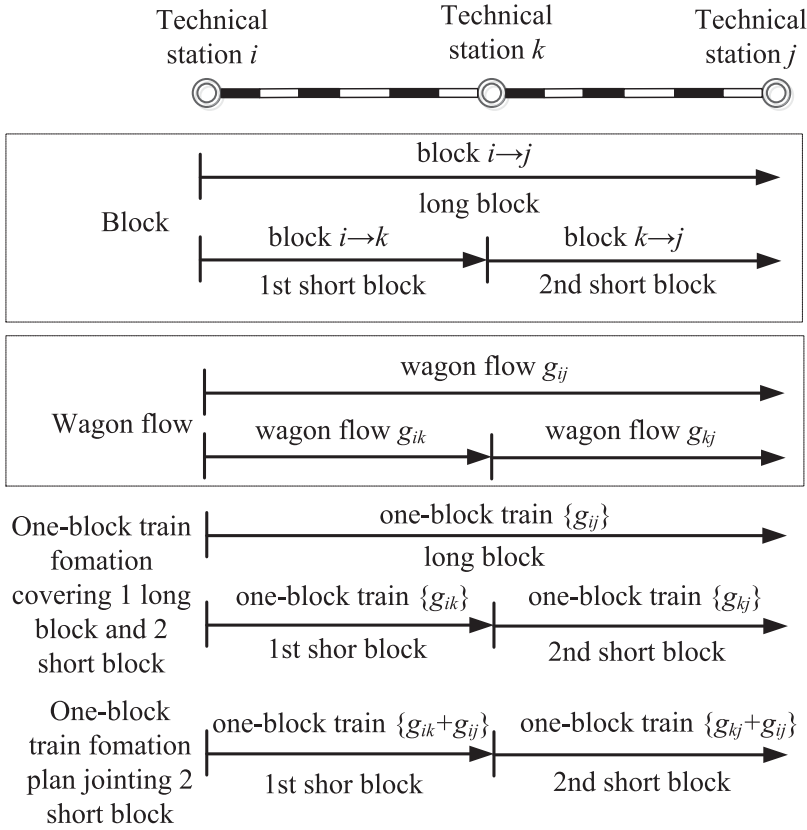 Technical
station i
Technical
station k
Technical
station j
Block
block i→j
long block
block i→k
block k→j
1st short block
2nd short block
Wagon flow
wagon flow gij
wagon flow gik
wagon flow gkj
One-block train
fomation
covering 1 long
block and 2
short block
one-block train {gij}
long block
one-block train {gik}
one-block train {gkj}
1st shor block
2nd short block
One-block
train fomation
plan jointing 2
short block
one-block train {gik+gij}
one-block train {gkj+gij}
1st shor block
2nd short block